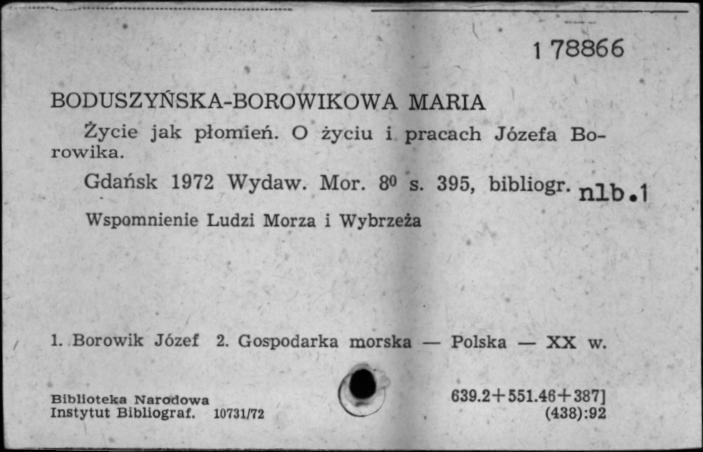 1 78866
BODUSZYŃSKA-BOROWIKOWA MARIA
Życie jak płomień. O życiu i pracach Józefa Bo-
rowika.
Gdańsk 1972 Wydaw. Mor. 8⁰ s. 395, bibliogr. nlb.1
Wspomnienie Ludzi Morza i Wybrzeża
1. Borowik Józef 2. Gospodarka morska — Polska — XX w.
Biblioteka Narodowa
Instytut Bibliograf. 10731/72
639.2+551.46+387]
(438):92